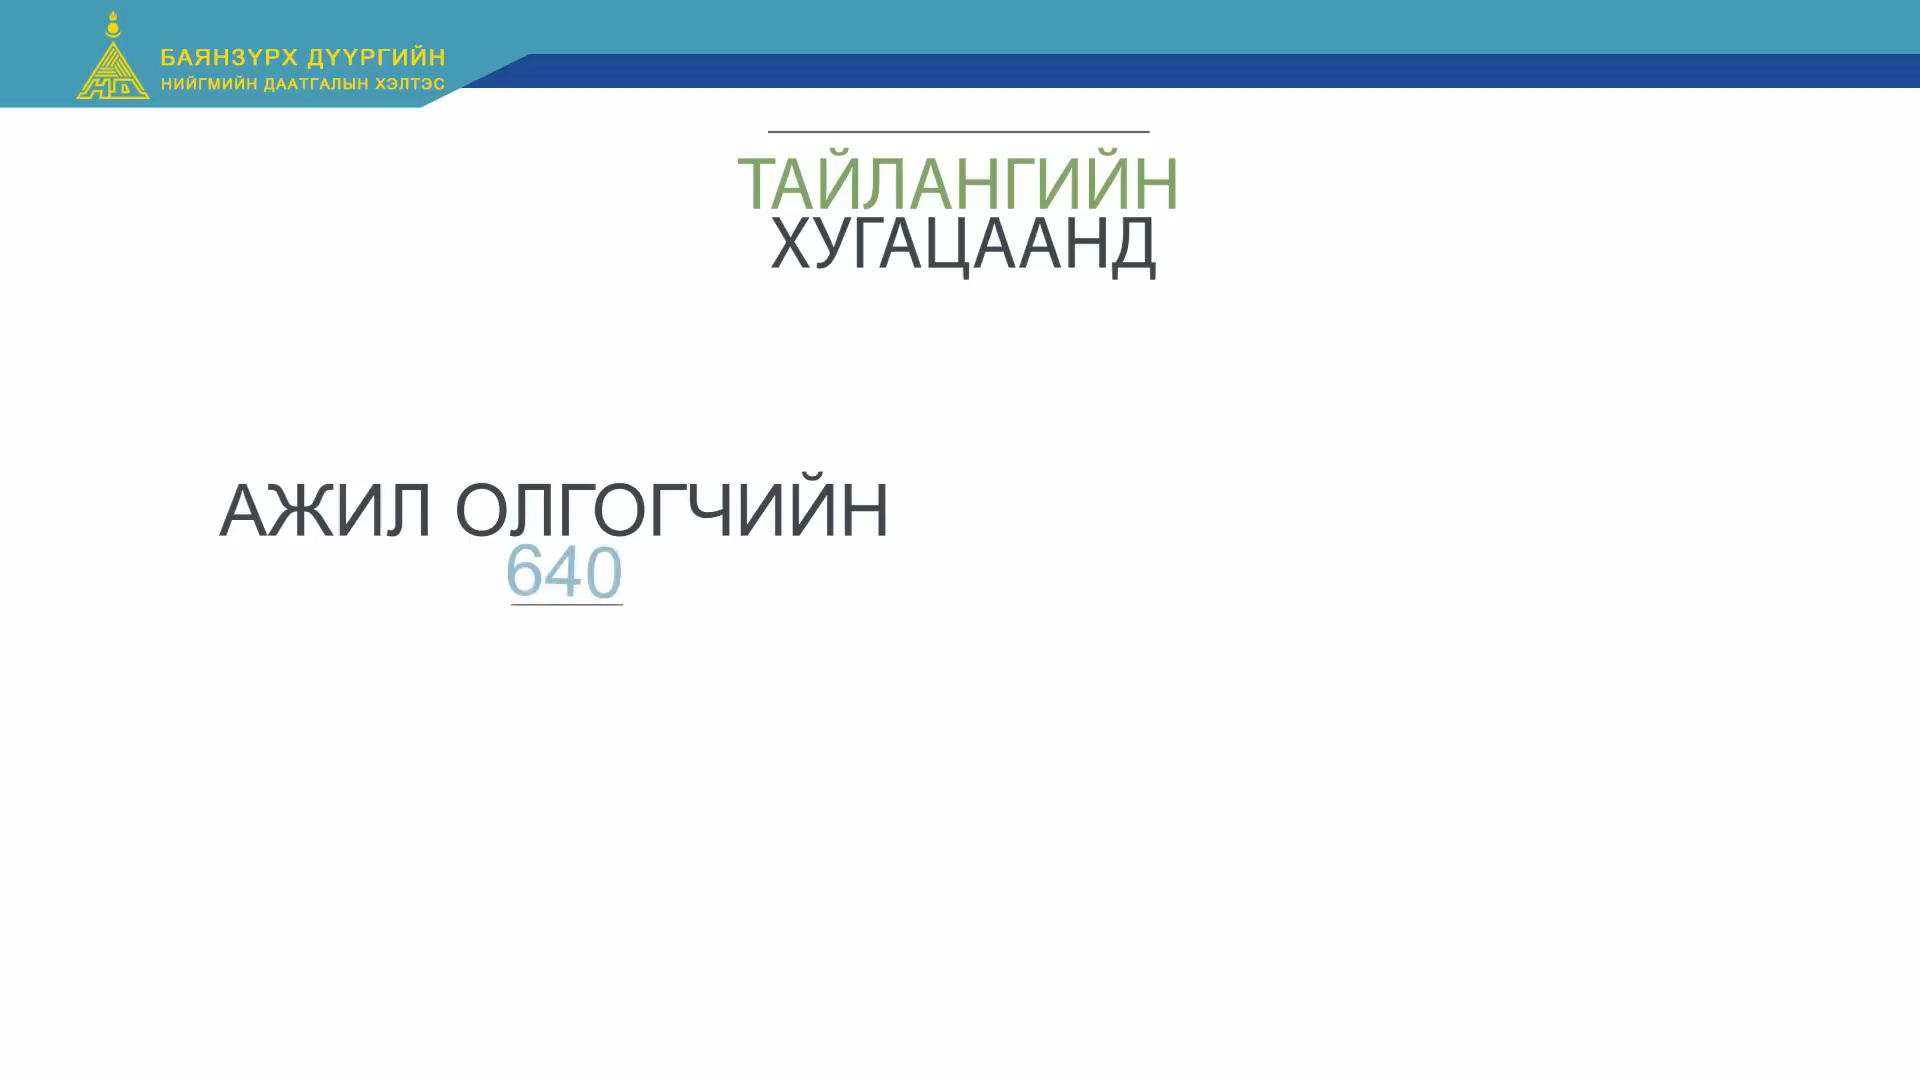 БАЯНЗҮРХ ДҮҮРГИЙН
НИЙГМИЙН ДААТГАЛЫН ХЭЛТЭС
ТАЙЛАНГИЙН
ХУГАЦААНД
АЖИЛ ОЛГОГЧИЙН
640